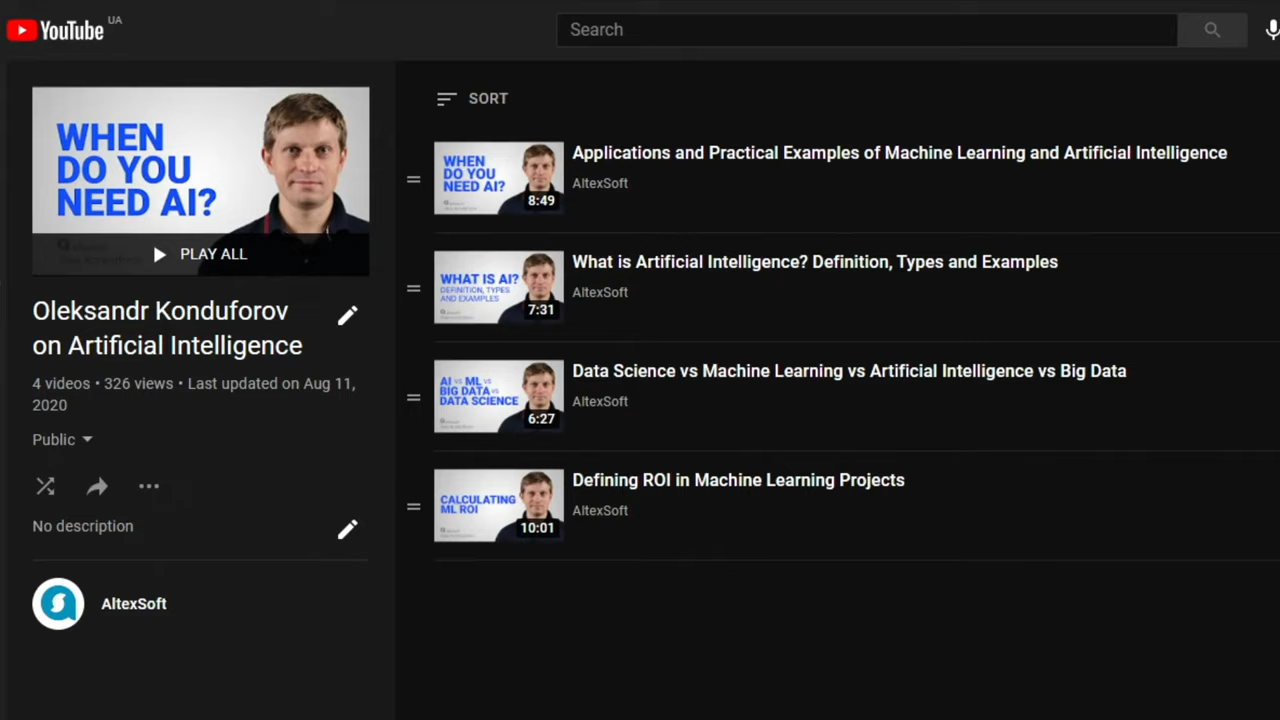 YouTube UA
Search
WHEN
DO YOU
NEED AI?
PLAY ALL
Oleksandr Konduforov
on Artificial Intelligence
4 videos • 326 views • Last updated on Aug 11,
2020
Public
No description
AltexSoft
SORT
WHEN
DO YOU
NEED AI?
8:49
Applications and Practical Examples of Machine Learning and Artificial Intelligence
AltexSoft
WHAT IS AI?
DEFINITION, TYPES
AND EXAMPLES
7:31
What is Artificial Intelligence? Definition, Types and Examples
AltexSoft
AI VS ML VS
BIG DATA VS
DATA SCIENCE
6:27
Data Science vs Machine Learning vs Artificial Intelligence vs Big Data
AltexSoft
CALCULATING
ML ROI
10:01
Defining ROI in Machine Learning Projects
AltexSoft